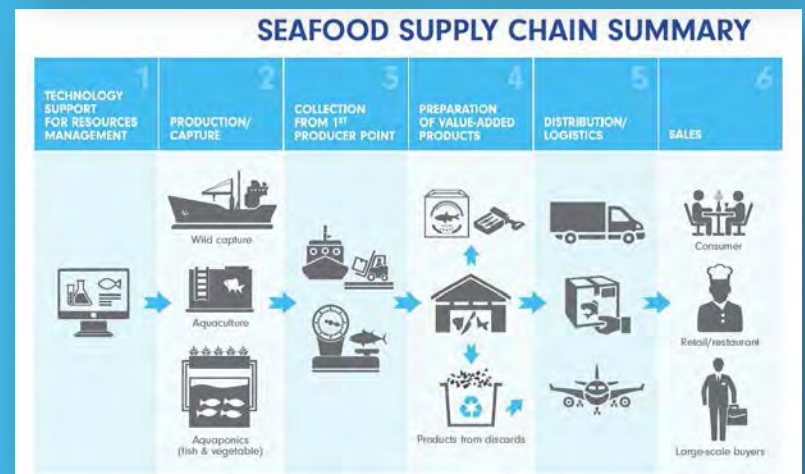 SEAFOOD SUPPLY CHAIN SUMMARY
1
TECHNOLOGY
SUPPORT
FOR RESOURCES
MANAGEMENT
2
PRODUCTION/
CAPTURE
3
COLLECTION
FROM 1ST
PRODUCER POINT
4
PREPARATION
OF VALUE-ADDED
PRODUCTS
5
DISTRIBUTION/
LOGISTICS
6
SALES
Wild capture
Aquaculture
Aquaponics
(fish & vegetable)
Products from discards
Consumer
Retail/restaurant
Large-scale buyers